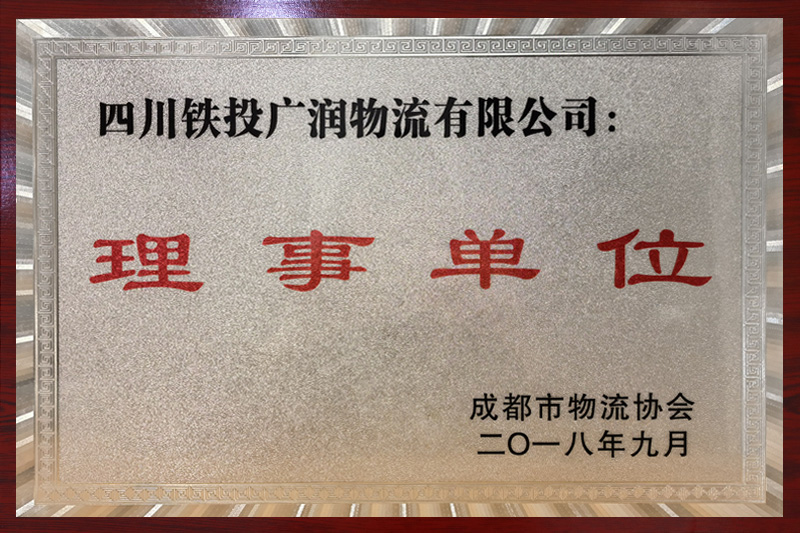 四川铁投广润物流有限公司：
理事单位
成都市物流协会
二〇一八年九月